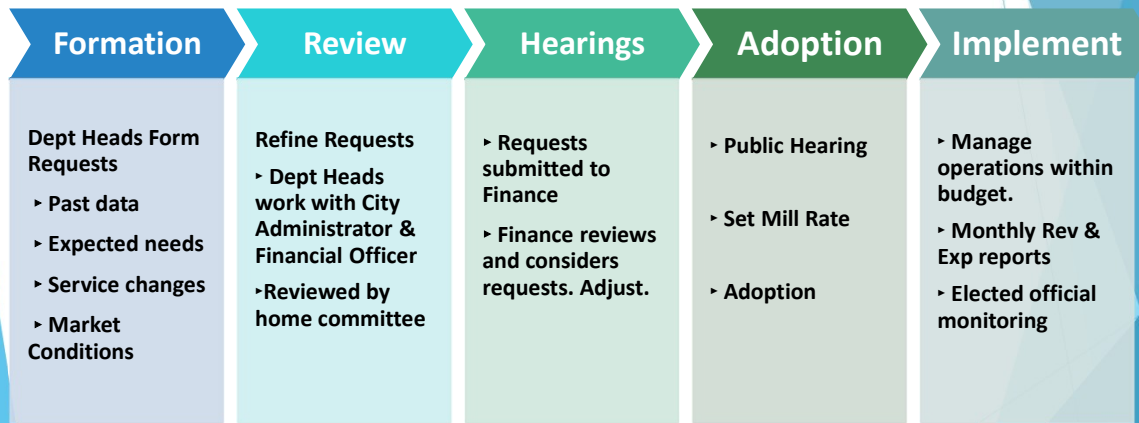 Formation
Review
Hearings
Adoption
Implement
Dept Heads Form
Requests
‣ Past data
‣ Expected needs
‣ Service changes
‣ Market
Conditions
Refine Requests
‣ Dept Heads
work with City
Administrator &
Financial Officer
‣Reviewed by
home committee
‣ Requests
submitted to
Finance
‣ Finance reviews
and considers
requests. Adjust.
‣ Public Hearing
‣ Set Mill Rate
‣ Adoption
‣ Manage
operations within
budget.
‣ Monthly Rev &
Exp reports
‣ Elected official
monitoring